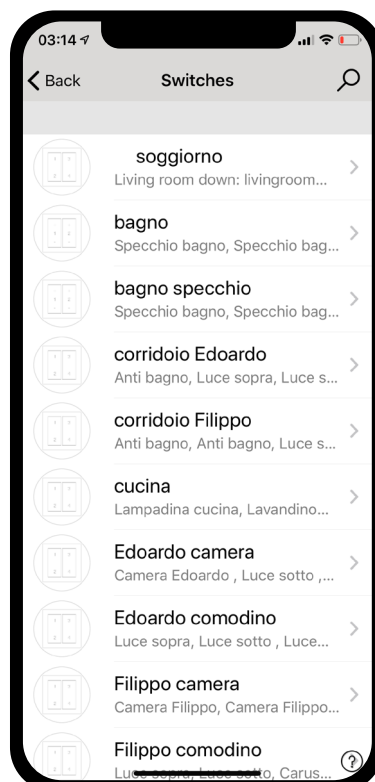 03:14
Back
Switches
soggiorno
Living room down: livingroom...
bagno
Specchio bagno, Specchio bag...
bagno specchio
Specchio bagno, Specchio bag...
corridoio Edoardo
Anti bagno, Luce sopra, Luce s...
corridoio Filippo
Anti bagno, Anti bagno, Luce s...
cucina
Lampadina cucina, Lavandino...
Edoardo camera
Camera Edoardo , Luce sotto ,...
Edoardo comodino
Luce sopra, Luce sotto , Luce...
Filippo camera
Camera Filippo, Camera Filippo...
Filippo comodino
Luce sopra, Luce sotto, Carus...
?